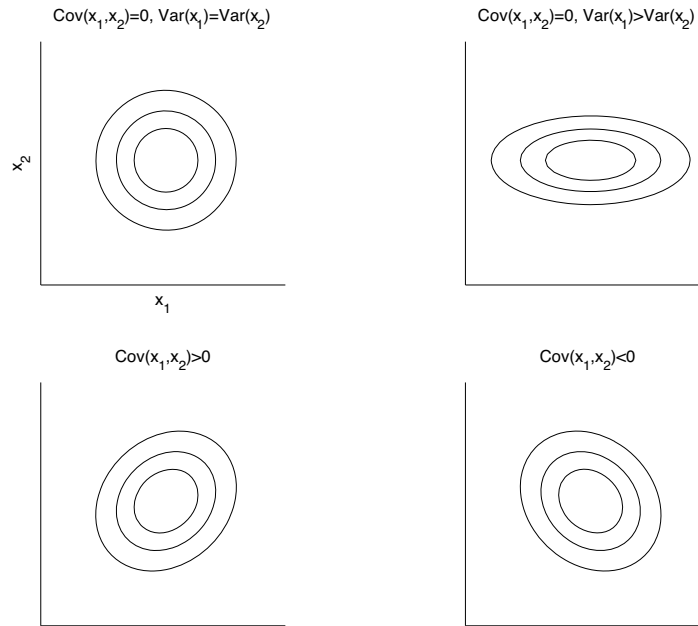 Cov(x₁,x₂)=0, Var(x₁)=Var(x₂)
Cov(x₁,x₂)=0, Var(x₁)>Var(x₂)
x₂
x₁
Cov(x₁,x₂)>0
Cov(x₁,x₂)<0